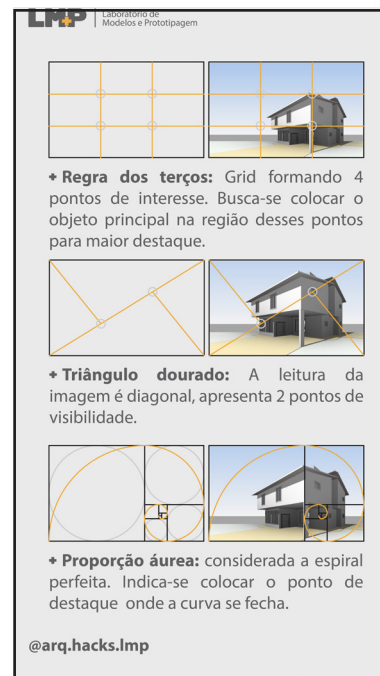 LMP
Laboratório de
Modelos e Prototipagem
+ Regra dos terços: Grid formando 4
pontos de interesse. Busca-se colocar o
objeto principal na região desses pontos
para maior destaque.
+ Triângulo dourado: A leitura da
imagem é diagonal, apresenta 2 pontos de
visibilidade.
+ Proporção áurea: considerada a espiral
perfeita. Indica-se colocar o ponto de
destaque onde a curva se fecha.
@arq.hacks.lmp